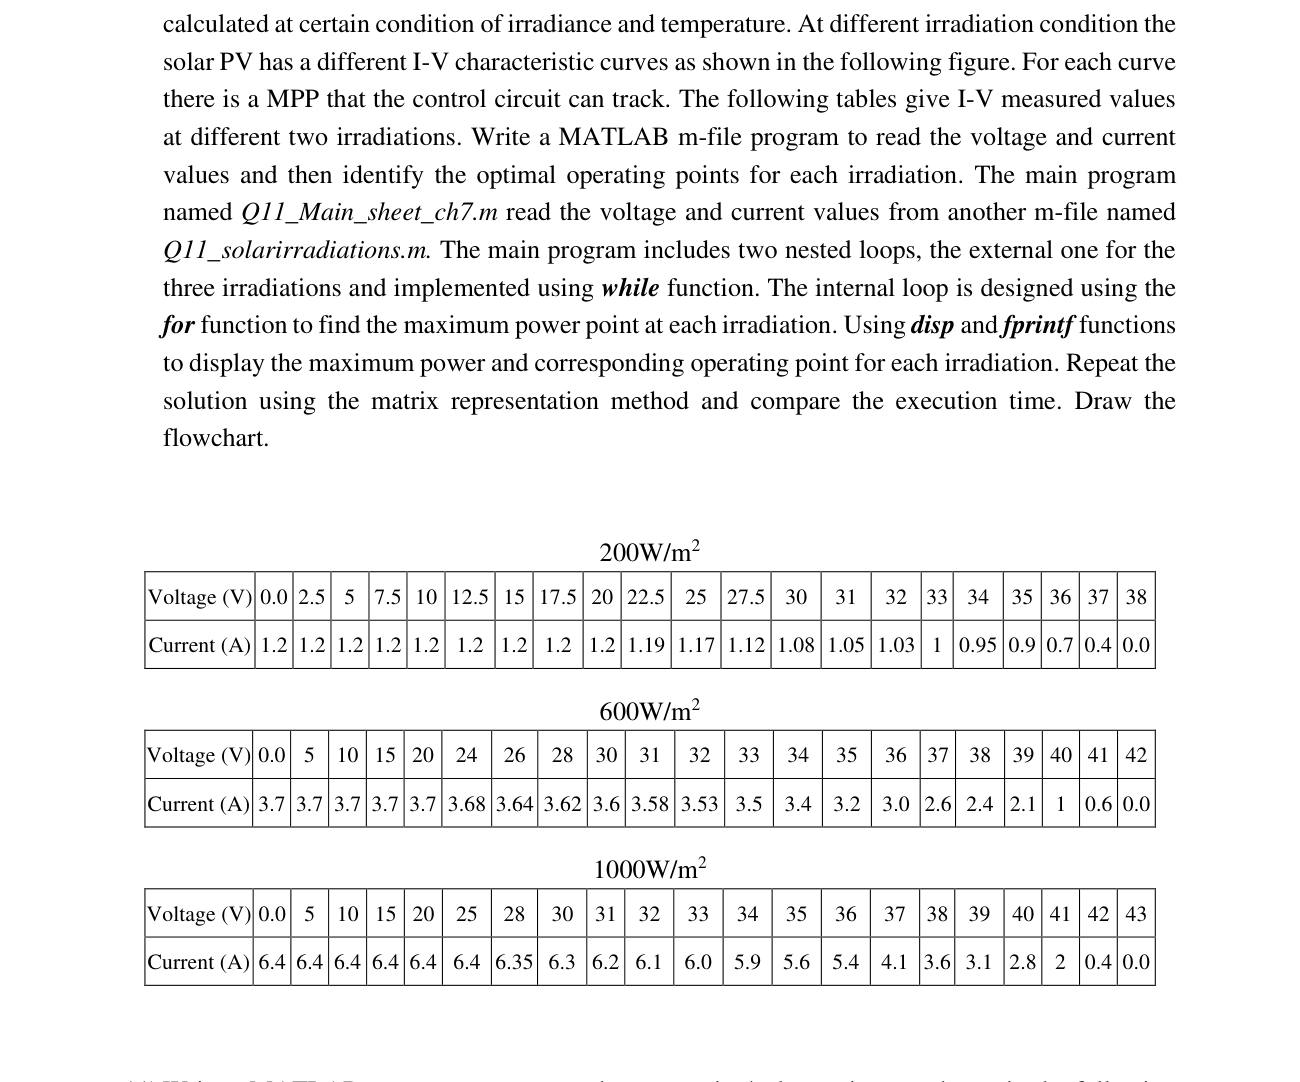 calculated at certain condition of irradiance and temperature. At different irradiation condition the
solar PV has a different I-V characteristic curves as shown in the following figure. For each curve
there is a MPP that the control circuit can track. The following tables give I-V measured values
at different two irradiations. Write a MATLAB m-file program to read the voltage and current
values and then identify the optimal operating points for each irradiation. The main program
named Q11_Main_sheet_ch7.m read the voltage and current values from another m-file named
Q11_solarirradiations.m. The main program includes two nested loops, the external one for the
three irradiations and implemented using while function. The internal loop is designed using the
for function to find the maximum power point at each irradiation. Using disp and fprintf functions
to display the maximum power and corresponding operating point for each irradiation. Repeat the
solution using the matrix representation method and compare the execution time. Draw the
flowchart.
200W/m²
Voltage (V) 0.0 2.5 5 7.5 10 12.5 15 17.5 20 22.5 25 27.5 30 31 32 33 34 35 36 37 38
Current (A) 1.2 1.2 1.2 1.2 1.2 1.2 1.2 1.2 1.2 1.19 1.17 1.12 1.08 1.05 1.03 1 0.95 0.9 0.7 0.4 0.0
600W/m²
Voltage (V) 0.0 5 10 15 20 24 26 28 30 31 32 33 34 35 36 37 38 39 40 41 42
Current (A) 3.7 3.7 3.7 3.7 3.7 3.68 3.64 3.62 3.6 3.58 3.53 3.5 3.4 3.2 3.0 2.6 2.4 2.1 1 0.6 0.0
1000W/m²
Voltage (V) 0.0 5 10 15 20 25 28 30 31 32 33 34 35 36 37 38 39 40 41 42 43
Current (A) 6.4 6.4 6.4 6.4 6.4 6.4 6.35 6.3 6.2 6.1 6.0 5.9 5.6 5.4 4.1 3.6 3.1 2.8 2 0.4 0.0